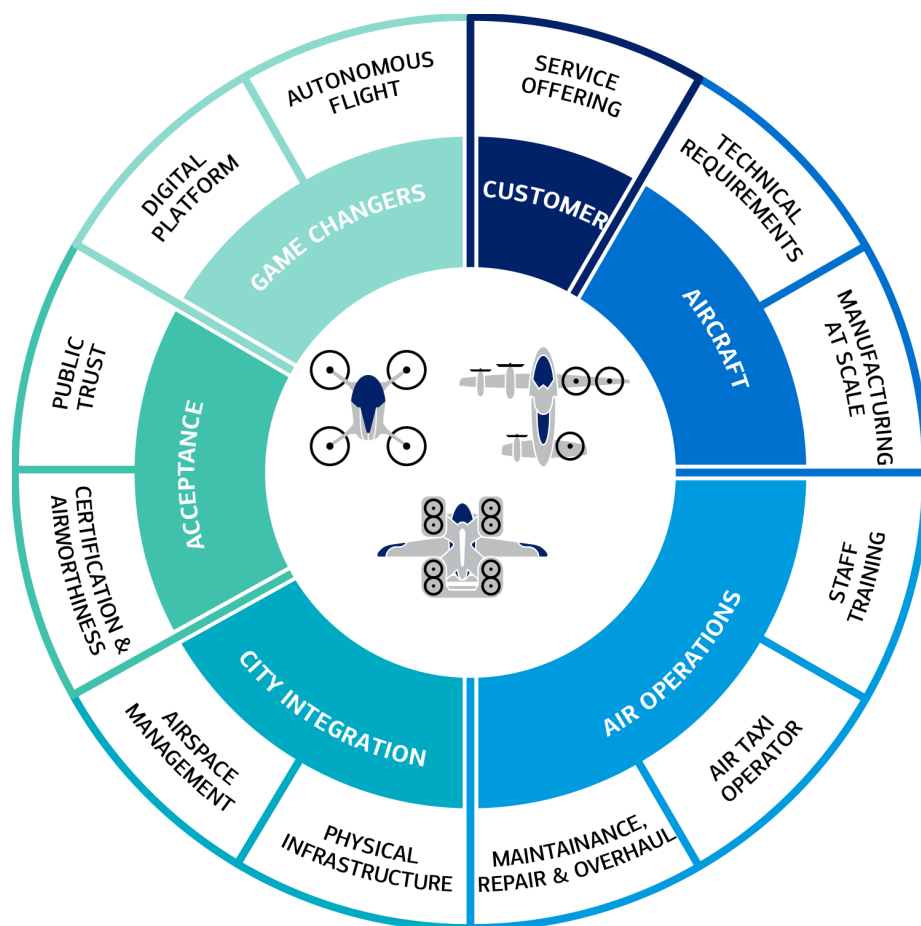 SERVICE
OFFERING
CUSTOMER
TECHNICAL
REQUIREMENTS
MANUFACTURING
AT SCALE
AIRCRAFT
STAFF
TRAINING
AIR TAXI
OPERATOR
MAINTAINANCE,
REPAIR & OVERHAUL
AIR OPERATIONS
PHYSICAL
INFRASTRUCTURE
AIRSPACE
MANAGEMENT
CITY INTEGRATION
CERTIFICATION &
AIRWORTHINESS
PUBLIC
TRUST
ACCEPTANCE
DIGITAL
PLATFORM
AUTONOMOUS
FLIGHT
GAME CHANGERS